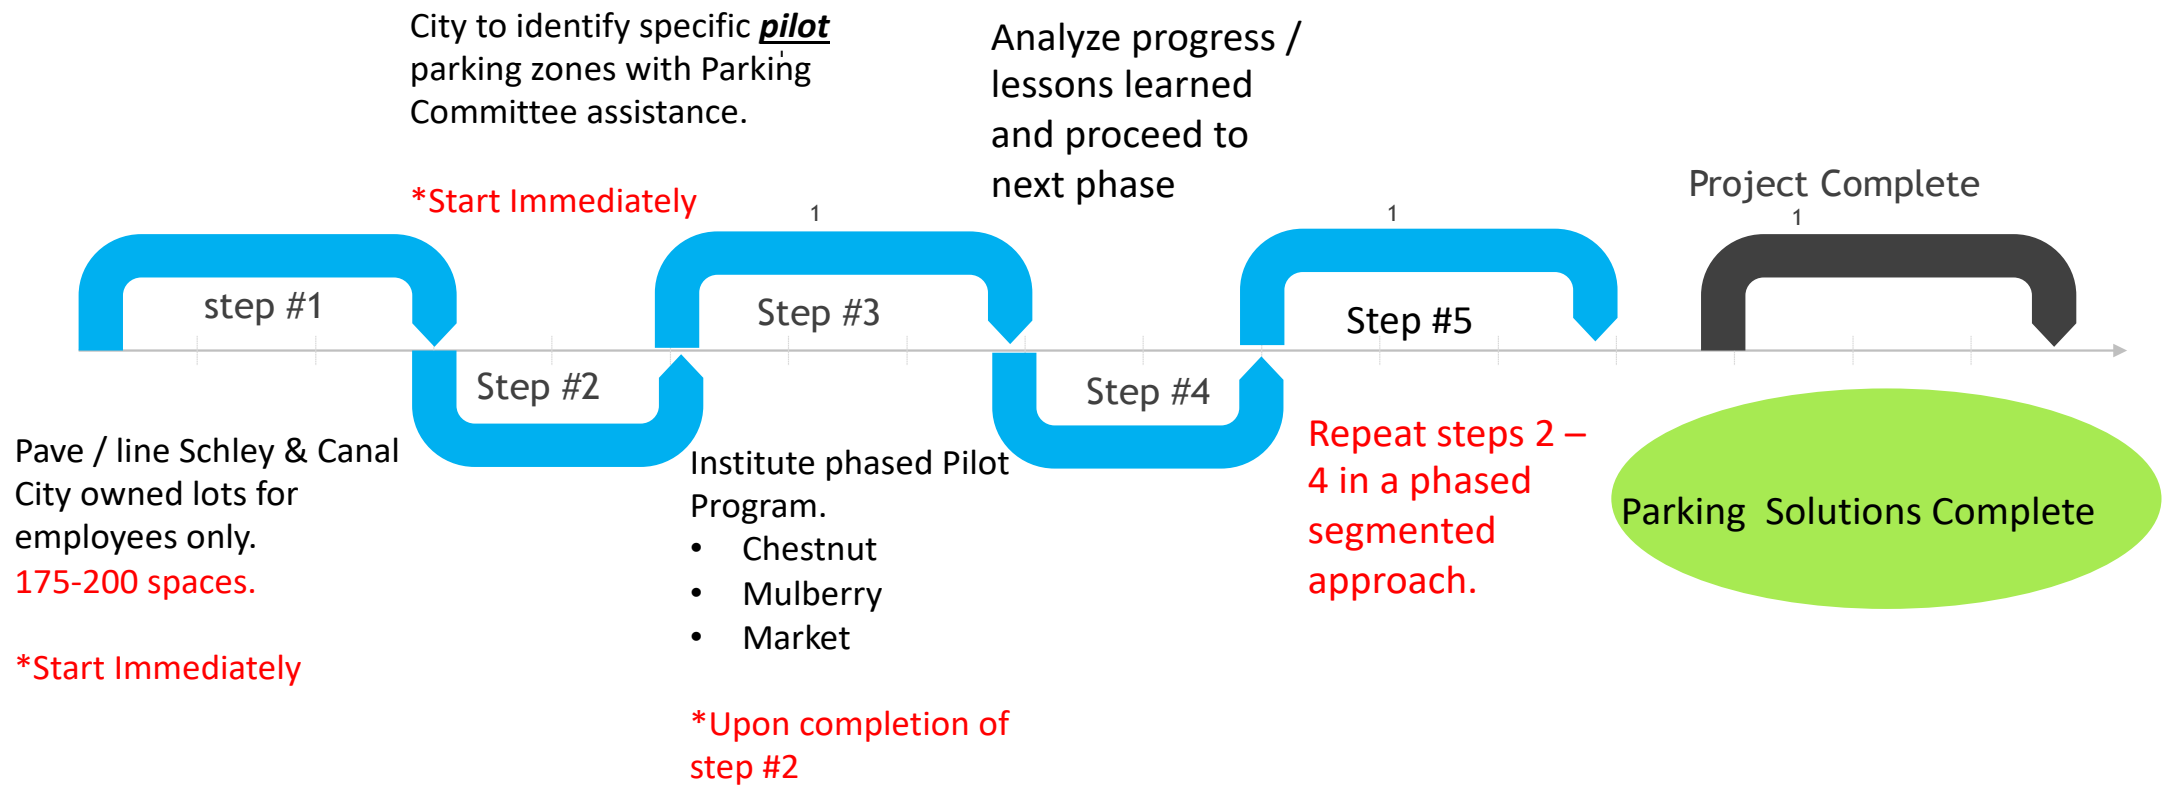 City to identify specific pilot
parking zones with Parking
Committee assistance.
*Start Immediately
Analyze progress /
lessons learned
and proceed to
next phase
Project Complete
1
1
1
step #1
Step #2
Step #3
Step #4
Step #5
Pave / line Schley & Canal
City owned lots for
employees only.
175-200 spaces.
*Start Immediately
Institute phased Pilot
Program.
• Chestnut
• Mulberry
• Market
*Upon completion of
step #2
Repeat steps 2 –
4 in a phased
segmented
approach.
Parking Solutions Complete